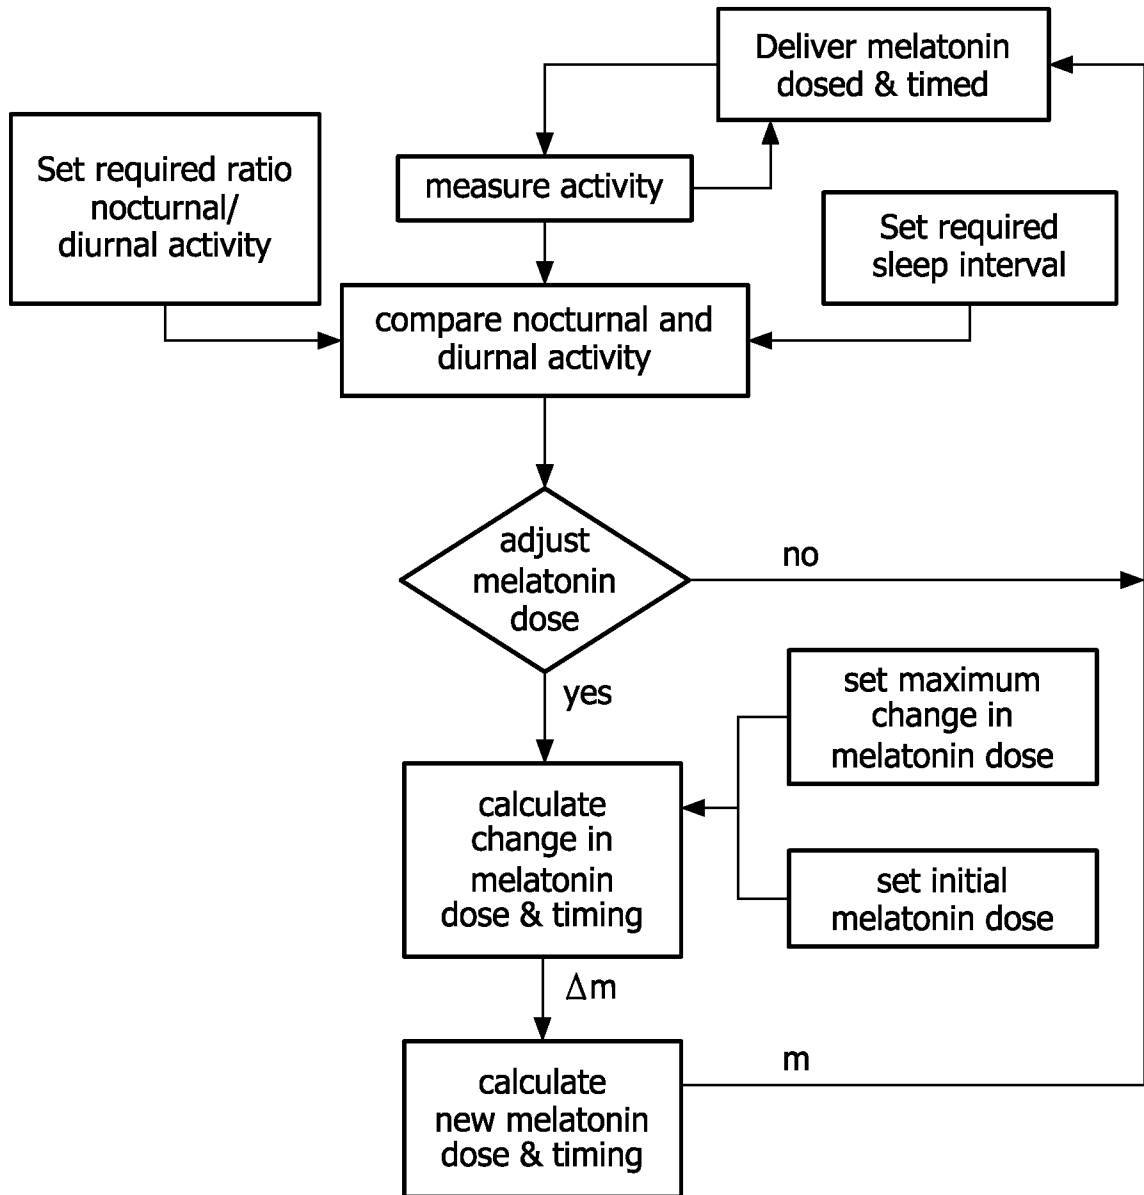 Deliver melatonin
dosed & timed
Set required ratio
nocturnal/
diurnal activity
measure activity
Set required
sleep interval
compare nocturnal and
diurnal activity
adjust
melatonin
dose
no
yes
set maximum
change in
melatonin dose
calculate
change in
melatonin
dose & timing
set initial
melatonin dose
Δm
calculate
new melatonin
dose & timing
m